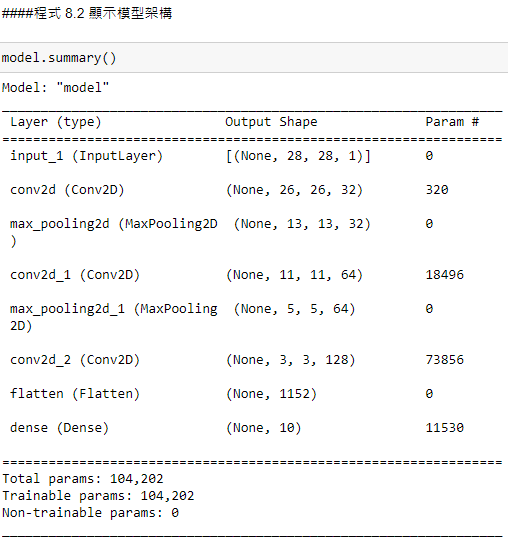 ####程式 8.2 顯示模型架構
model.summary()
Model: "model"
_________________________________________________________________
Layer (type) Output Shape Param #
=================================================================
input_1 (InputLayer) [(None, 28, 28, 1)] 0
conv2d (Conv2D) (None, 26, 26, 32) 320
max_pooling2d (MaxPooling2D (None, 13, 13, 32) 0
)
conv2d_1 (Conv2D) (None, 11, 11, 64) 18496
max_pooling2d_1 (MaxPooling (None, 5, 5, 64) 0
2D)
conv2d_2 (Conv2D) (None, 3, 3, 128) 73856
flatten (Flatten) (None, 1152) 0
dense (Dense) (None, 10) 11530
=================================================================
Total params: 104,202
Trainable params: 104,202
Non-trainable params: 0
_________________________________________________________________